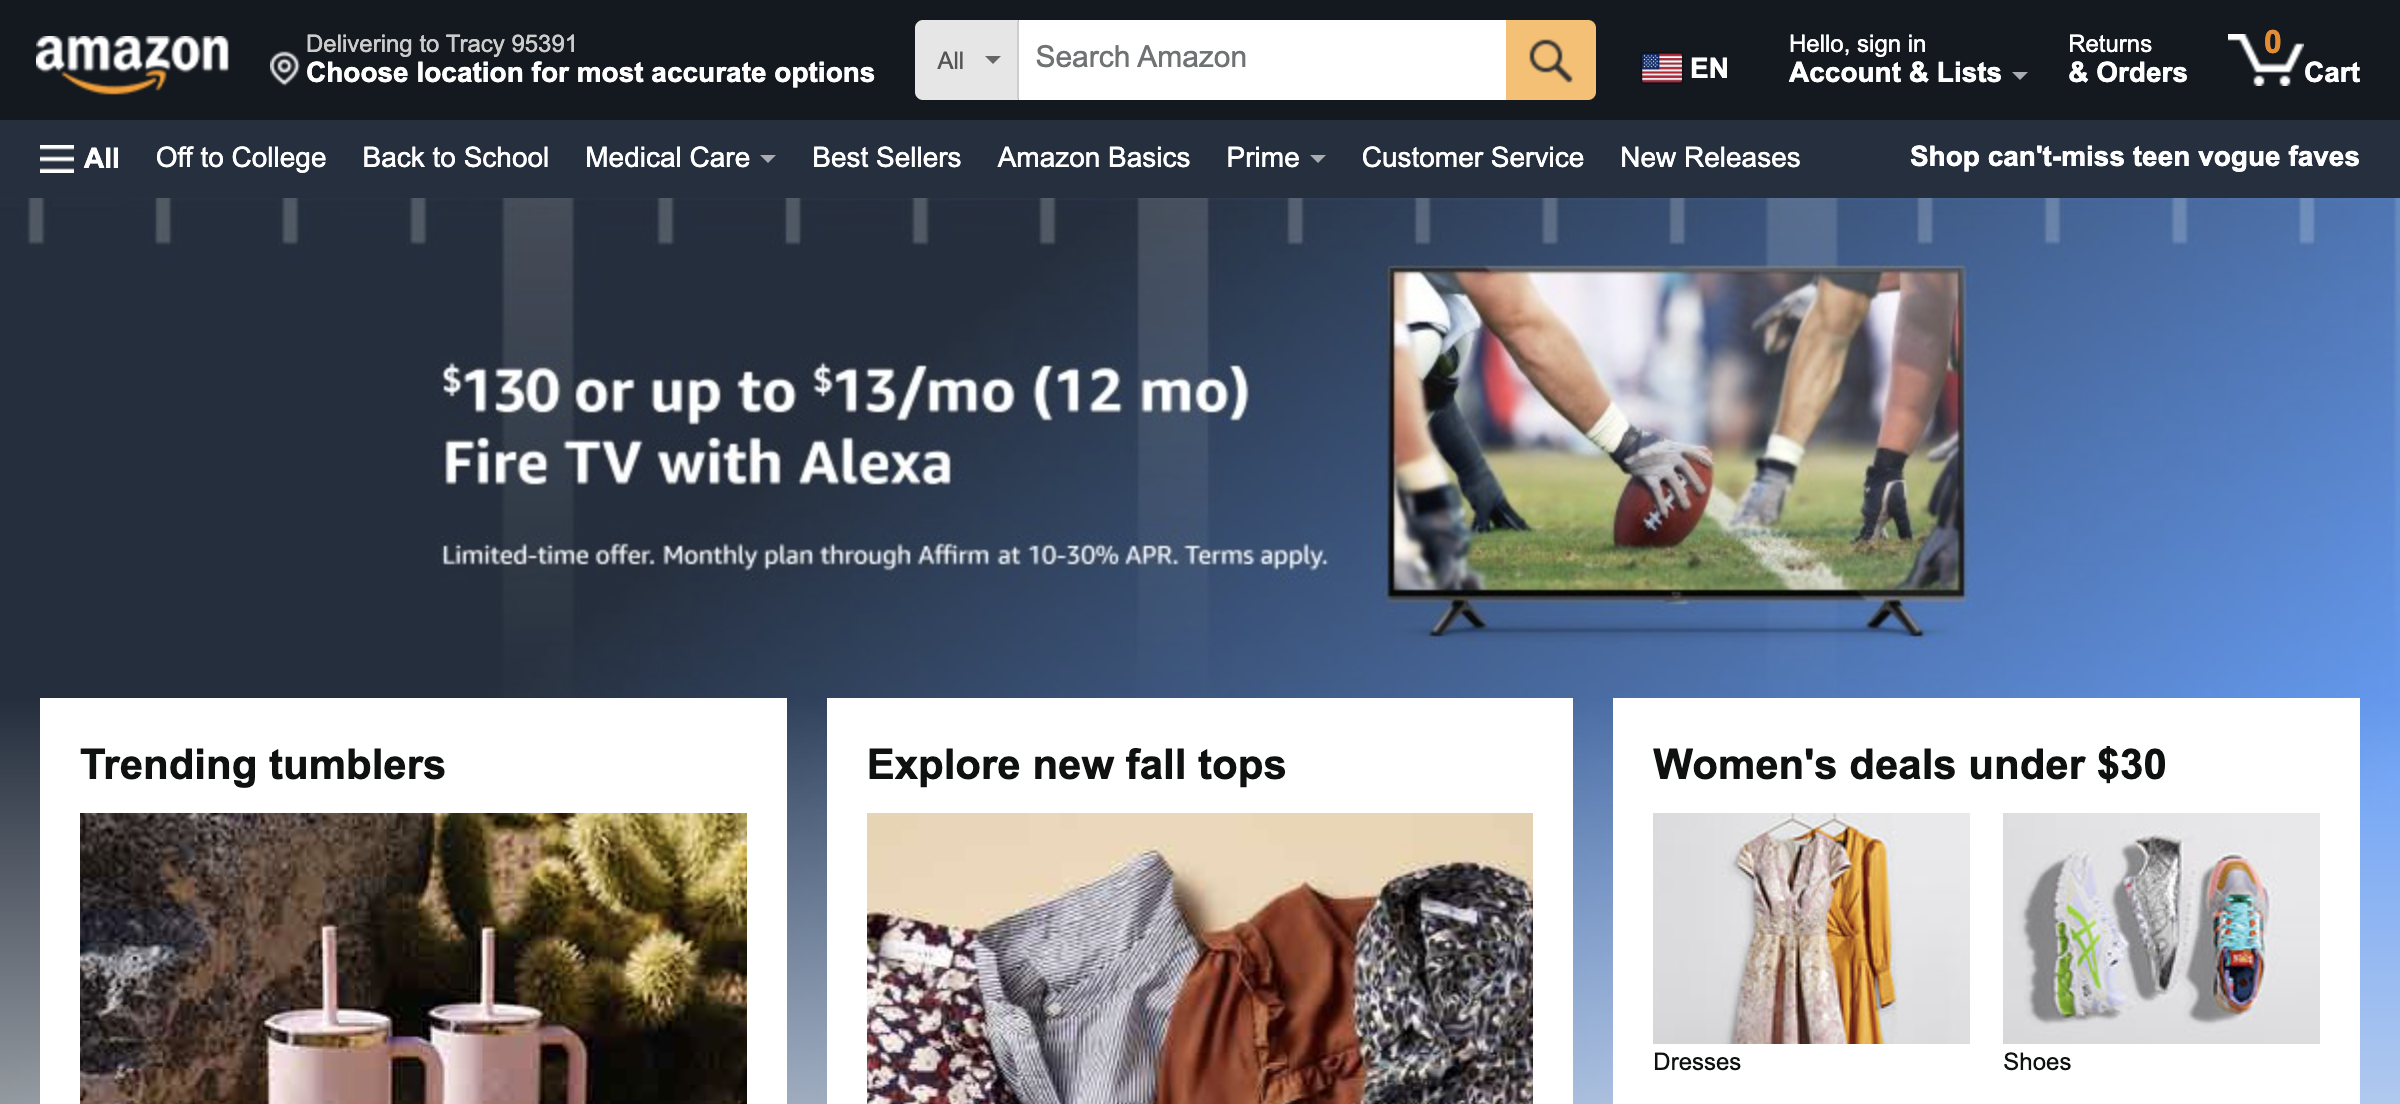 amazon
Delivering to Tracy 95391
Choose location for most accurate options
All
Search Amazon
EN
Hello, sign in
Account & Lists
Returns
& Orders
0
Cart
All
Off to College
Back to School
Medical Care
Best Sellers
Amazon Basics
Prime
Customer Service
New Releases
Shop can't-miss teen vogue faves
$130 or up to $13/mo (12 mo)
Fire TV with Alexa
Limited-time offer. Monthly plan through Affirm at 10-30% APR. Terms apply.
Trending tumblers
Explore new fall tops
Women's deals under $30
Dresses
Shoes